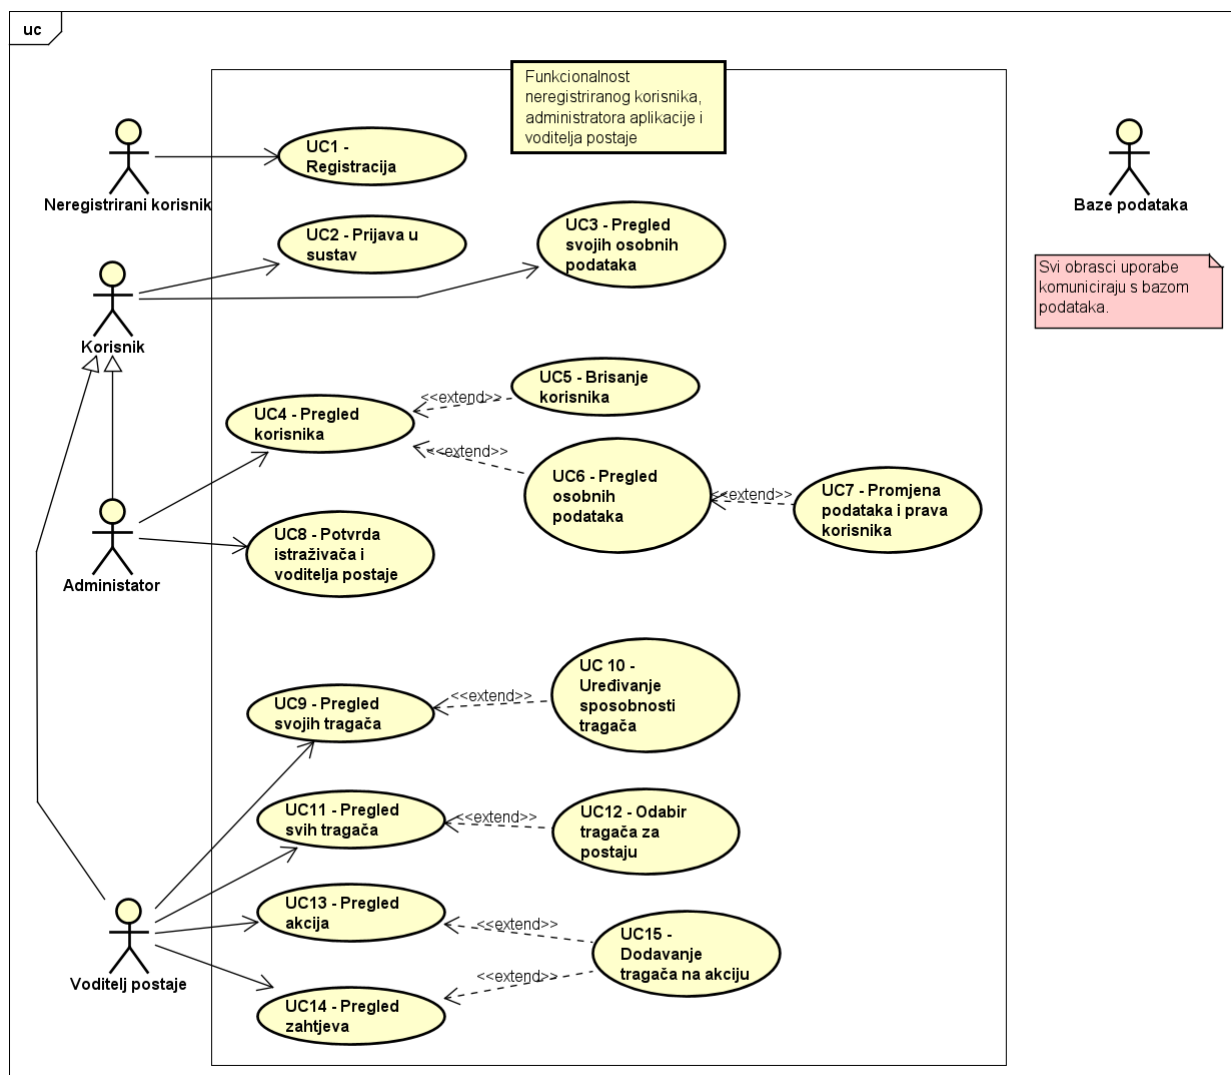 uc
Funkcionalnost
neregistriranog korisnika,
administratora aplikacije i
voditelja postaje
Neregistrirani korisnik
UC1 -
Registracija
Baze podataka
UC2 - Prijava u
sustav
UC3 - Pregled
svojih osobnih
podataka
Svi obrasci uporabe
komuniciraju s bazom
podataka.
Korisnik
UC4 - Pregled
korisnika
<<extend>>
UC5 - Brisanje
korisnika
<<extend>>
UC6 - Pregled
osobnih
podataka
<<extend>>
UC7 - Promjena
podataka i prava
korisnika
Administator
UC8 - Potvrda
istraživača i
voditelja postaje
UC9 - Pregled
svojih tragača
<<extend>>
UC 10 -
Uređivanje
sposobnosti
tragača
UC11 - Pregled
svih tragača
<<extend>>
UC12 - Odabir
tragača za
postaju
Voditelj postaje
UC13 - Pregled
akcija
<<extend>>
UC15 -
Dodavanje
tragača na akciju
<<extend>>
UC14 - Pregled
zahtjeva